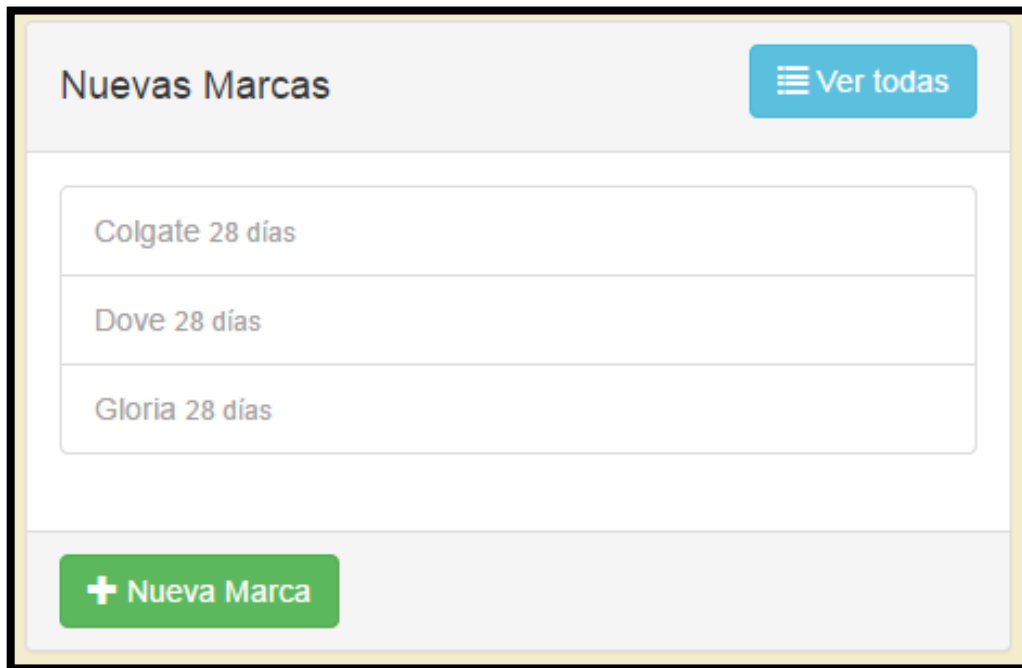 Nuevas Marcas
Ver todas
Colgate 28 días
Dove 28 días
Gloria 28 días
Nueva Marca